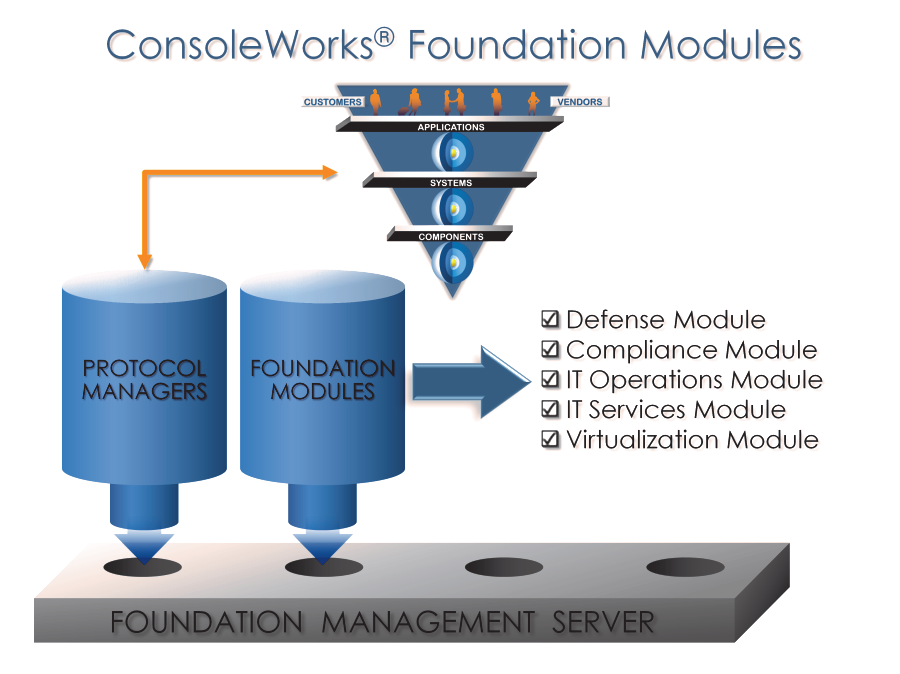 ConsoleWorks® Foundation Modules
CUSTOMERS
VENDORS
APPLICATIONS
SYSTEMS
COMPONENTS
PROTOCOL
MANAGERS
FOUNDATION
MODULES
Defense Module
Compliance Module
IT Operations Module
IT Services Module
Virtualization Module
FOUNDATION MANAGEMENT SERVER